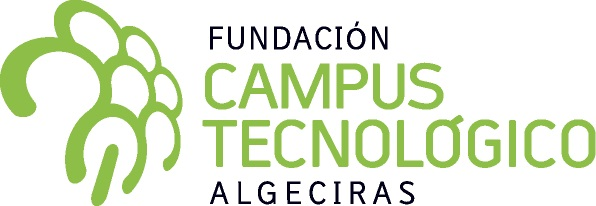 FUNDACIÓN
CAMPUS
TECNOLÓGICO
ALGECIRAS